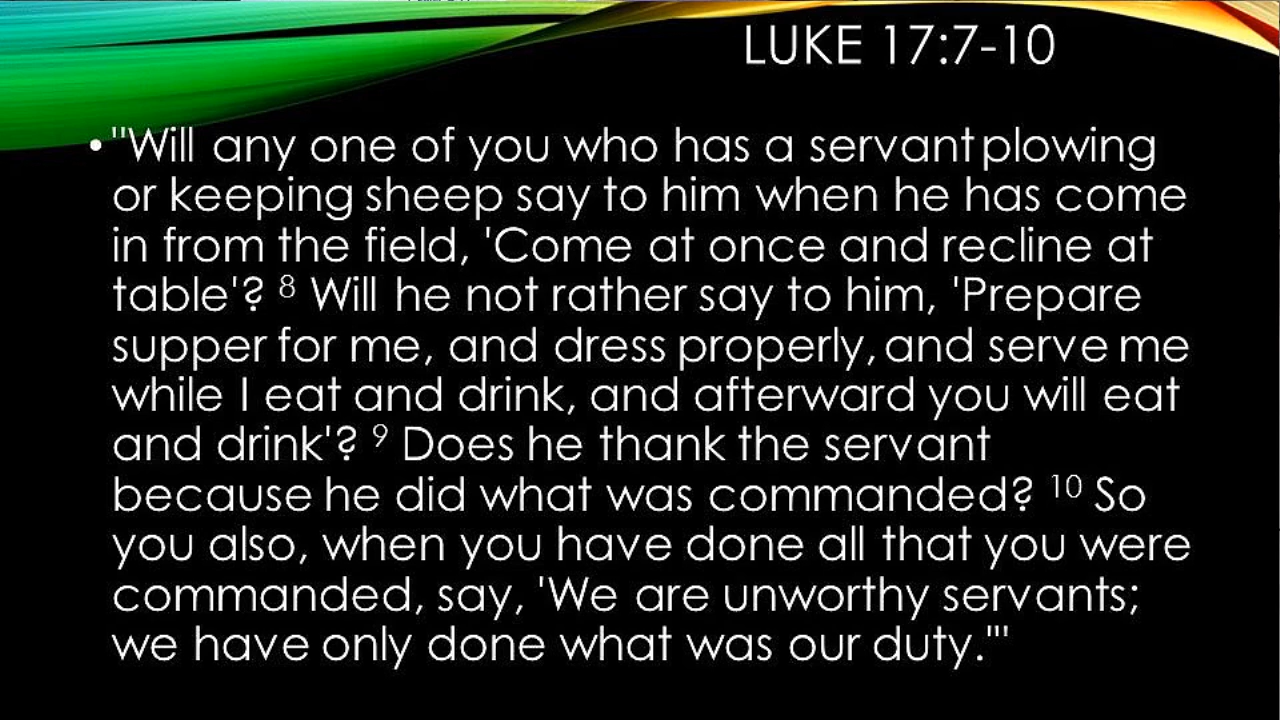 LUKE 17:7-10
• "Will any one of you who has a servant plowing
or keeping sheep say to him when he has come
in from the field, 'Come at once and recline at
table'? 8 Will he not rather say to him, 'Prepare
supper for me, and dress properly, and serve me
while I eat and drink, and afterward you will eat
and drink'? 9 Does he thank the servant
because he did what was commanded? 10 So
you also, when you have done all that you were
commanded, say, 'We are unworthy servants;
we have only done what was our duty.'"